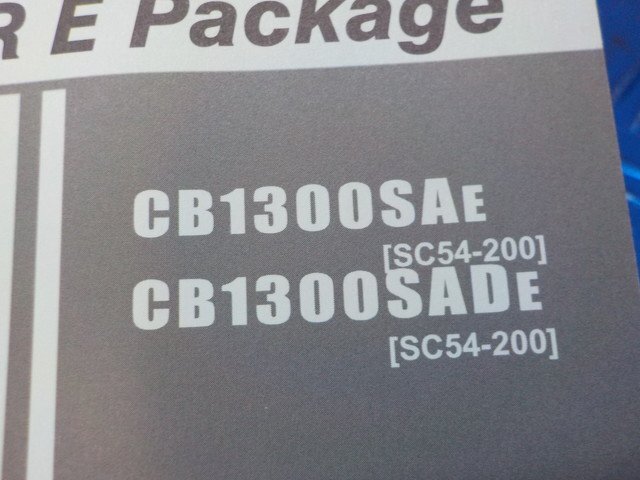 R E Package
CB1300SAE
[SC54-200]
CB1300SADE
[SC54-200]